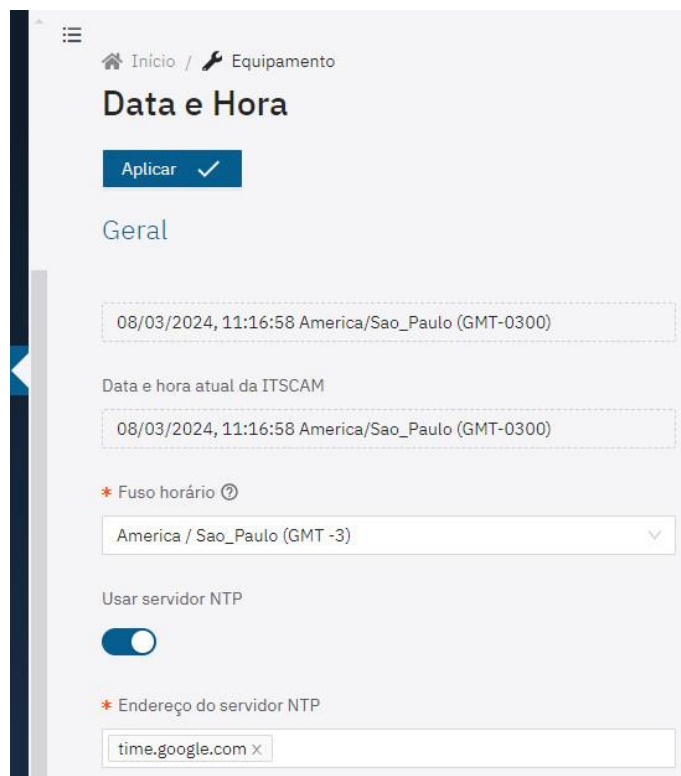 Início / Equipamento
Data e Hora
Aplicar
Geral
08/03/2024, 11:16:58 America/Sao_Paulo (GMT-0300)
Data e hora atual da ITSCAM
08/03/2024, 11:16:58 America/Sao_Paulo (GMT-0300)
* Fuso horário ?
America / Sao_Paulo (GMT -3)
Usar servidor NTP
* Endereço do servidor NTP
time.google.com ×